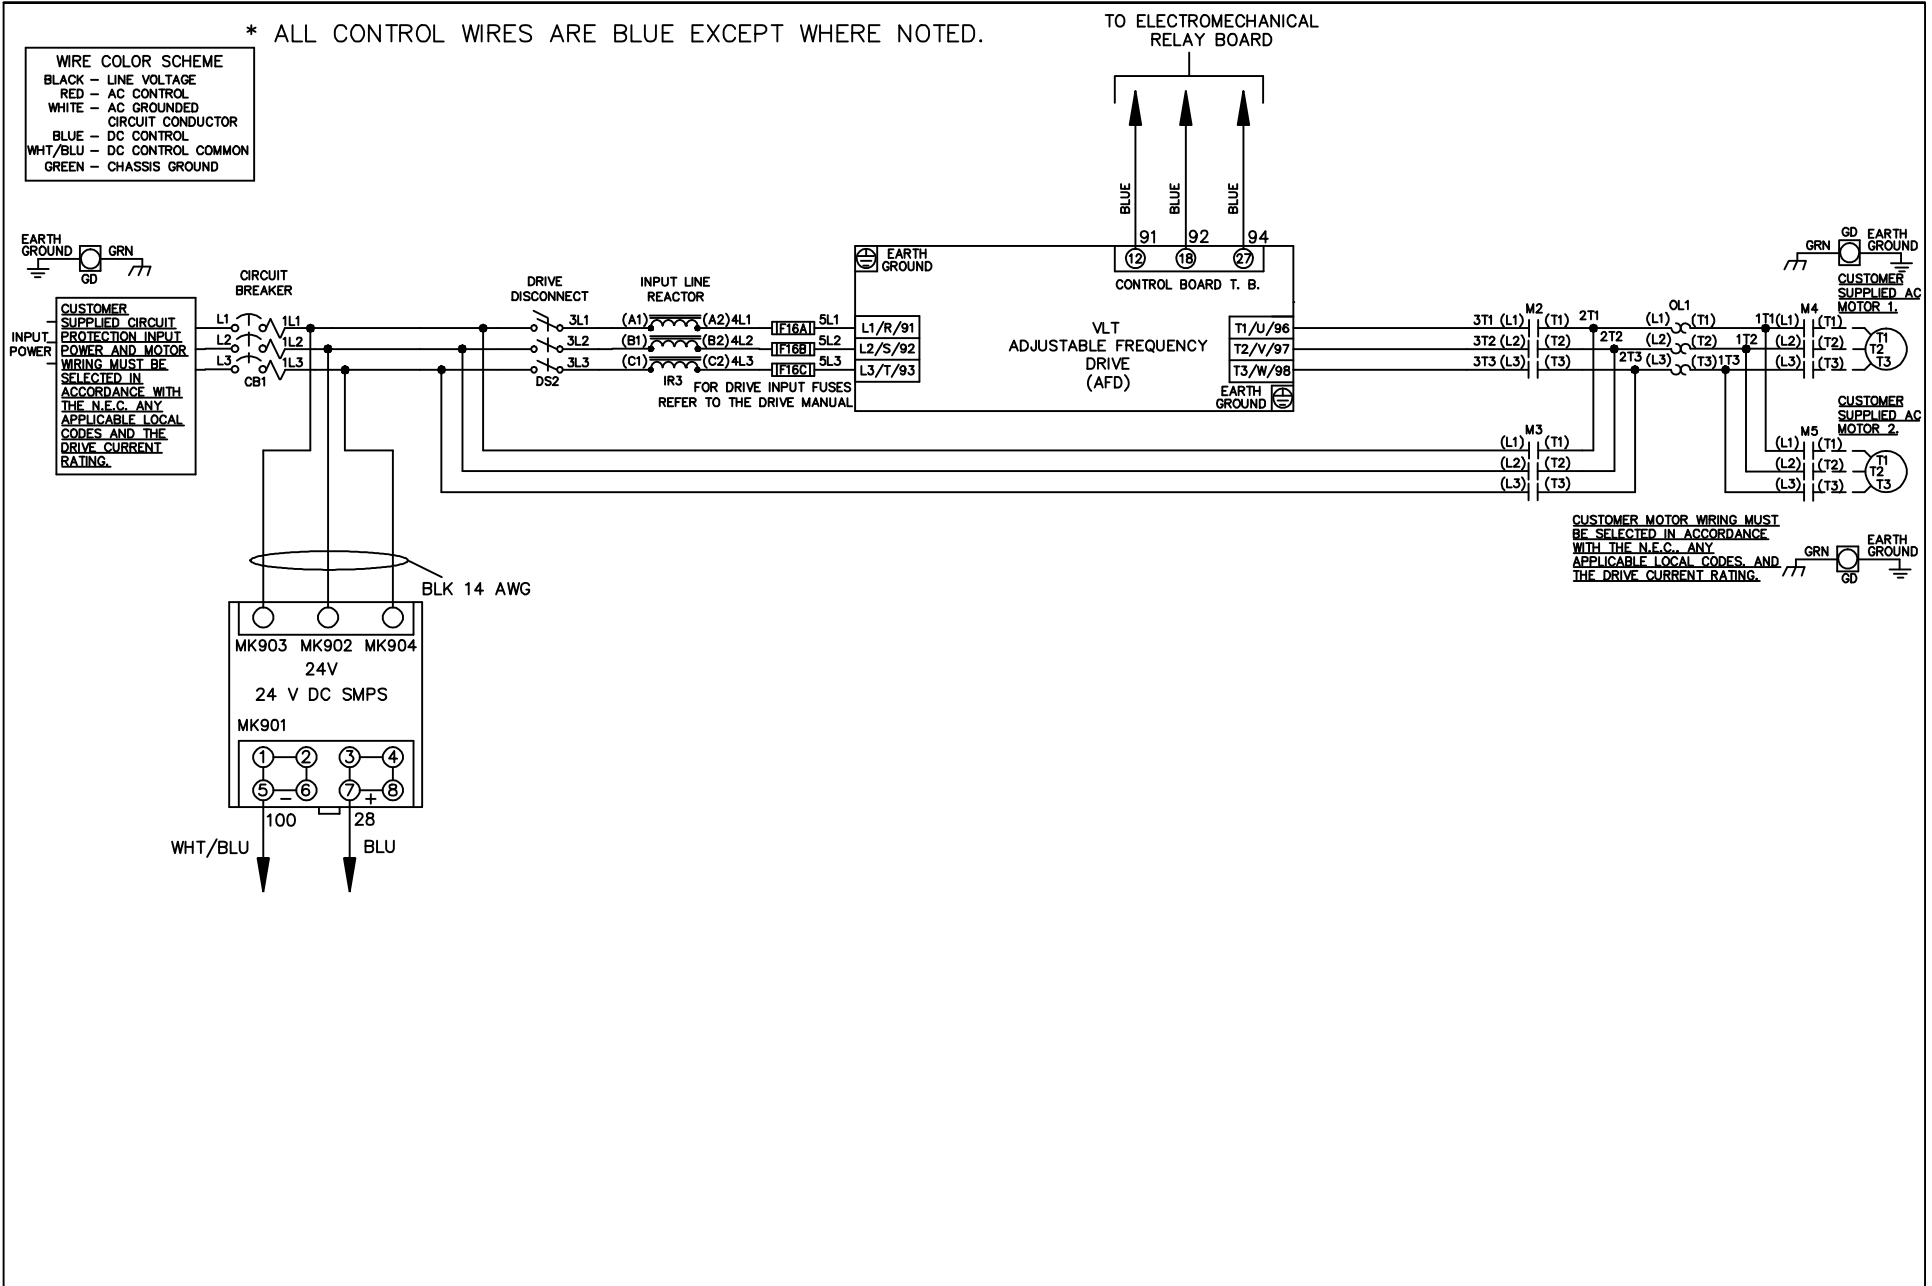 * ALL CONTROL WIRES ARE BLUE EXCEPT WHERE NOTED.
WIRE COLOR SCHEME
BLACK – LINE VOLTAGE
RED – AC CONTROL
WHITE – AC GROUNDED
CIRCUIT CONDUCTOR
BLUE – DC CONTROL
WHT/BLU – DC CONTROL COMMON
GREEN – CHASSIS GROUND
TO ELECTROMECHANICAL
RELAY BOARD
BLUE
BLUE
BLUE
91 92 94
12 18 27
CONTROL BOARD T. B.
EARTH
GROUND
GRN
GD
INPUT
POWER
CUSTOMER
SUPPLIED CIRCUIT
PROTECTION INPUT
POWER AND MOTOR
WIRING MUST BE
SELECTED IN
ACCORDANCE WITH
THE N.E.C. ANY
APPLICABLE LOCAL
CODES AND THE
DRIVE CURRENT
RATING.
CIRCUIT
BREAKER
L1 1L1
L2 1L2
L3 1L3
CB1
DRIVE
DISCONNECT
3L1
3L2
3L3
DS2
INPUT LINE
REACTOR
(A1) (A2) 4L1
(B1) (B2) 4L2
(C1) (C2) 4L3
IR3
F16A 5L1
F16B 5L2
F16C 5L3
FOR DRIVE INPUT FUSES
REFER TO THE DRIVE MANUAL
EARTH
GROUND
L1/R/91
L2/S/92
L3/T/93
VLT
ADJUSTABLE FREQUENCY
DRIVE
(AFD)
T1/U/96
T2/V/97
T3/W/98
EARTH
GROUND
M2
3T1 (L1) (T1) 2T1
3T2 (L2) (T2) 2T2
3T3 (L3) (T3) 2T3
OL1
(L1) (T1) 1T1
(L2) (T2) 1T2
(L3) (T3) 1T3
M4
(L1) (T1)
(L2) (T2)
(L3) (T3)
T1
T2
T3
GRN
GD
EARTH
GROUND
CUSTOMER
SUPPLIED AC
MOTOR 1.
CUSTOMER
SUPPLIED AC
MOTOR 2.
M3
(L1) (T1)
(L2) (T2)
(L3) (T3)
M5
(L1) (T1)
(L2) (T2)
(L3) (T3)
T1
T2
T3
CUSTOMER MOTOR WIRING MUST
BE SELECTED IN ACCORDANCE
WITH THE N.E.C., ANY
APPLICABLE LOCAL CODES, AND
THE DRIVE CURRENT RATING.
GRN
GD
EARTH
GROUND
BLK 14 AWG
MK903 MK902 MK904
24V
24 V DC SMPS
MK901
1 2 3 4
5 – 6 7 + 8
100 28
WHT/BLU BLU